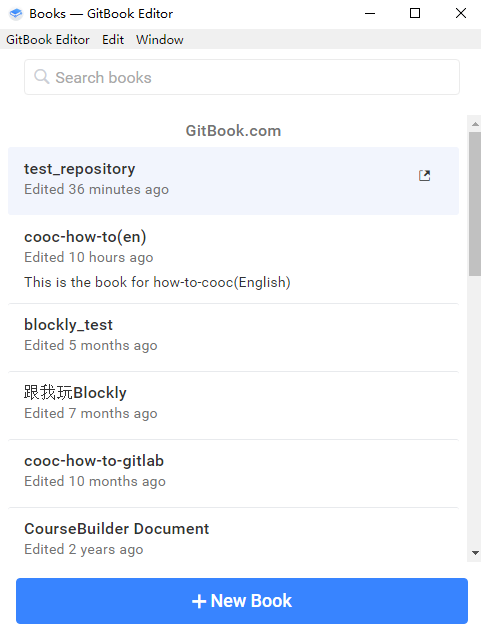 Books — GitBook Editor
GitBook Editor Edit Window
Search books
GitBook.com
test_repository
Edited 36 minutes ago
cooc-how-to(en)
Edited 10 hours ago
This is the book for how-to-cooc(English)
blockly_test
Edited 5 months ago
跟我玩Blockly
Edited 7 months ago
cooc-how-to-gitlab
Edited 10 months ago
CourseBuilder Document
Edited 2 years ago
+ New Book